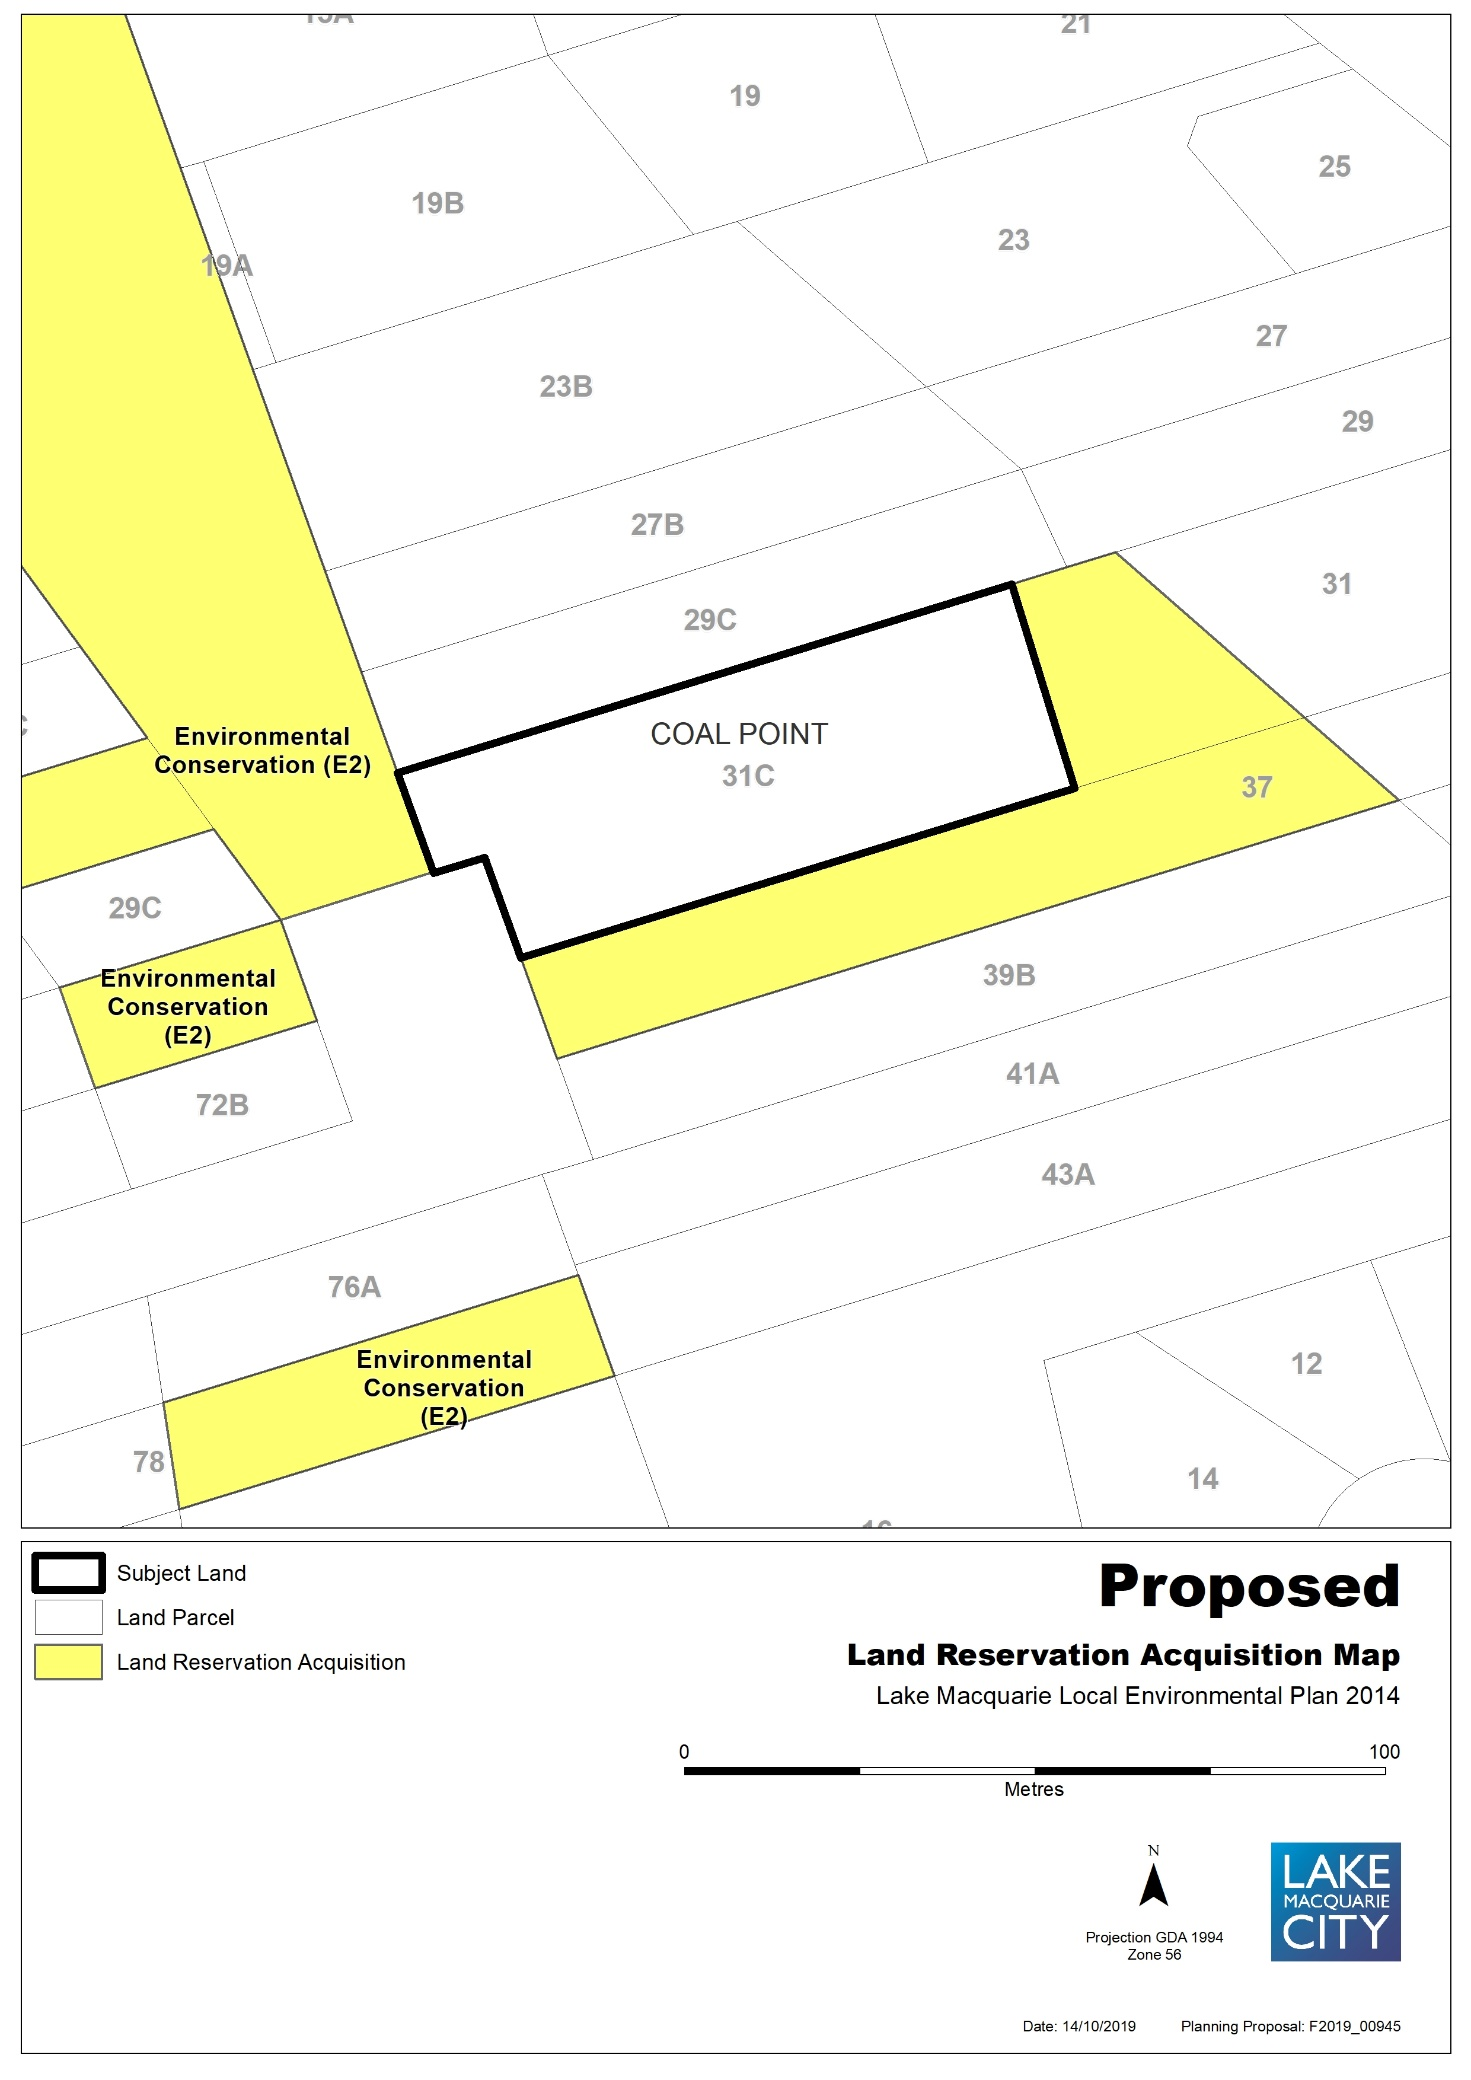 21
19
25
19B
23
19A
27
23B
29
27B
31
29C
COAL POINT
31C
Environmental
Conservation (E2)
37
29C
39B
Environmental
Conservation
(E2)
41A
72B
43A
76A
12
Environmental
Conservation
(E2)
78
14
Subject Land
Land Parcel
Land Reservation Acquisition
Proposed
Land Reservation Acquisition Map
Lake Macquarie Local Environmental Plan 2014
0 100
Metres
N
Projection GDA 1994
Zone 56
LAKE
MACQUARIE
CITY
Date: 14/10/2019 Planning Proposal: F2019_00945